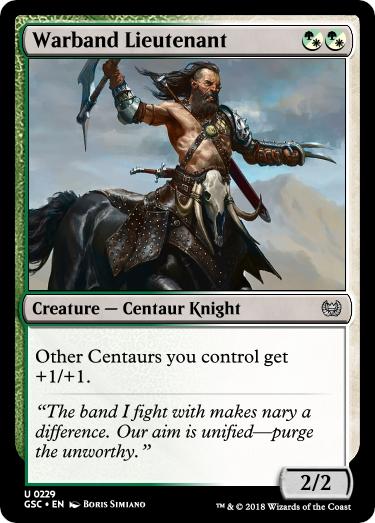 Warband Lieutenant
Creature — Centaur Knight
Other Centaurs you control get
+1/+1.
“The band I fight with makes nary a
difference. Our aim is unified—purge
the unworthy.”
2/2
U 0229
GSC • EN Boris Simiano
™ & © 2018 Wizards of the Coast